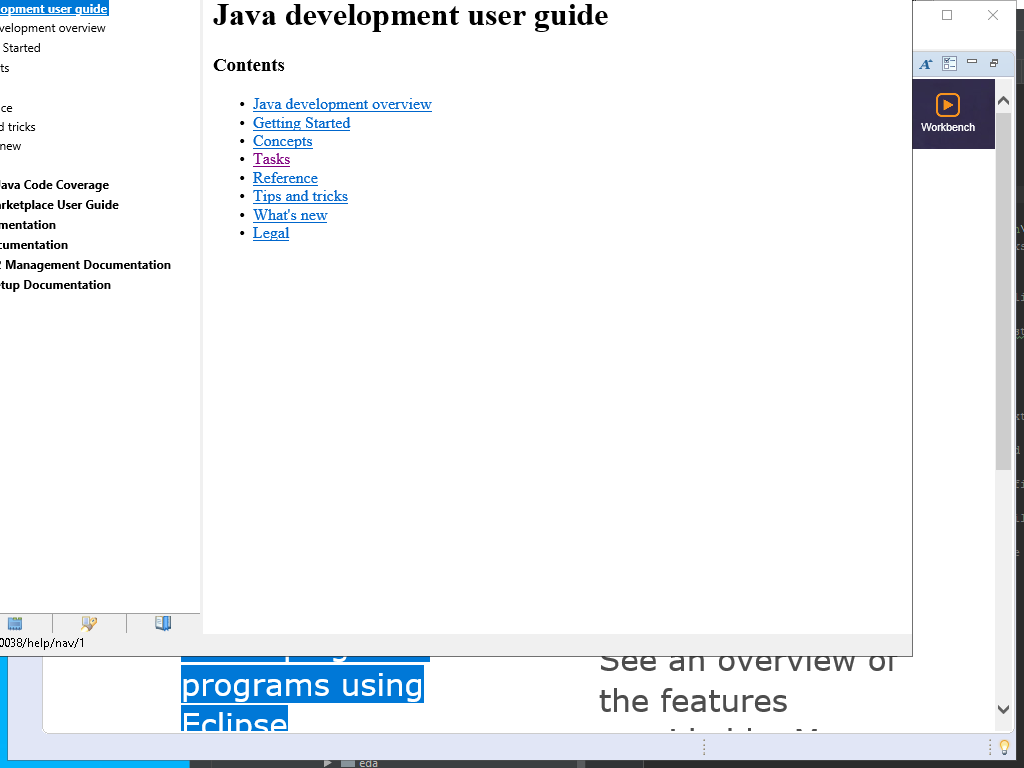 opment user guide
velopment overview
Started
ts
ce
d tricks
new
Java Code Coverage
arketplace User Guide
mentation
cumentation
2 Management Documentation
tup Documentation
0038/help/nav/1
Java development user guide
Contents
Java development overview
Getting Started
Concepts
Tasks
Reference
Tips and tricks
What's new
Legal
Workbench
programs using
Eclipse
See an overview of
the features
eda